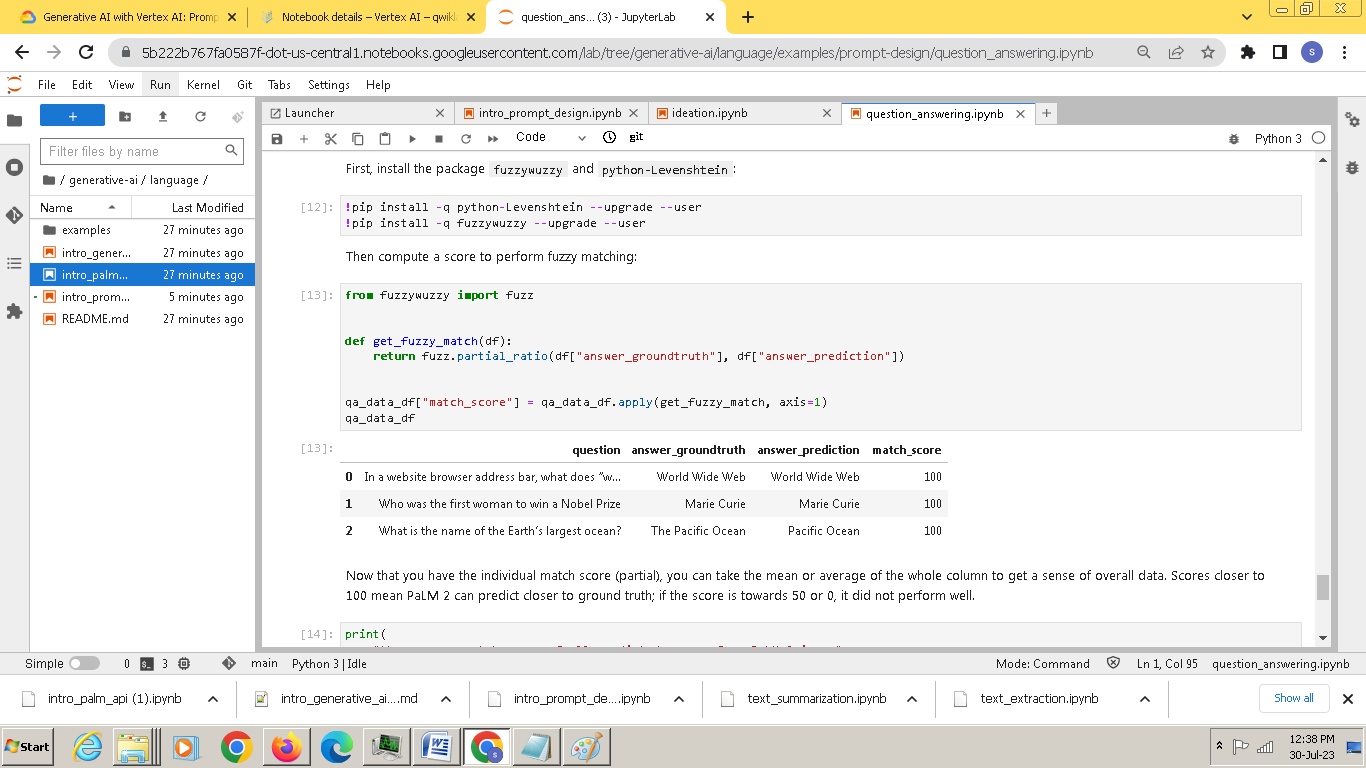 Generative AI with Vertex AI: Promp
Notebook details – Vertex AI – qwikl
question_ans... (3) - JupyterLab
5b222b767fa0587f-dot-us-central1.notebooks.googleusercontent.com/lab/tree/generative-ai/language/examples/prompt-design/question_answering.ipynb
S
File Edit View Run Kernel Git Tabs Settings Help
Launcher
intro_prompt_design.ipynb
ideation.ipynb
question_answering.ipynb
Code
git
Python 3
Filter files by name
/ generative-ai / language /
Name Last Modified
examples 27 minutes ago
intro_gener... 27 minutes ago
intro_palm... 27 minutes ago
intro_prom... 5 minutes ago
README.md 27 minutes ago
First, install the package fuzzywuzzy and python-Levenshtein:
[12]: !pip install -q python-Levenshtein --upgrade --user
!pip install -q fuzzywuzzy --upgrade --user
Then compute a score to perform fuzzy matching:
[13]: from fuzzywuzzy import fuzz
def get_fuzzy_match(df):
return fuzz.partial_ratio(df["answer_groundtruth"], df["answer_prediction"])
qa_data_df["match_score"] = qa_data_df.apply(get_fuzzy_match, axis=1)
qa_data_df
[13]: question answer_groundtruth answer_prediction match_score
0 In a website browser address bar, what does “w... World Wide Web World Wide Web 100
1 Who was the first woman to win a Nobel Prize Marie Curie Marie Curie 100
2 What is the name of the Earth’s largest ocean? The Pacific Ocean Pacific Ocean 100
Now that you have the individual match score (partial), you can take the mean or average of the whole column to get a sense of overall data. Scores closer to
100 mean PaLM 2 can predict closer to ground truth; if the score is towards 50 or 0, it did not perform well.
[14]: print(
Simple 0 3 main Python 3 | Idle Mode: Command Ln 1, Col 95 question_answering.ipynb
intro_palm_api (1).ipynb
intro_generative_ai....md
intro_prompt_de....ipynb
text_summarization.ipynb
text_extraction.ipynb
Show all
Start
12:38 PM
30-Jul-23